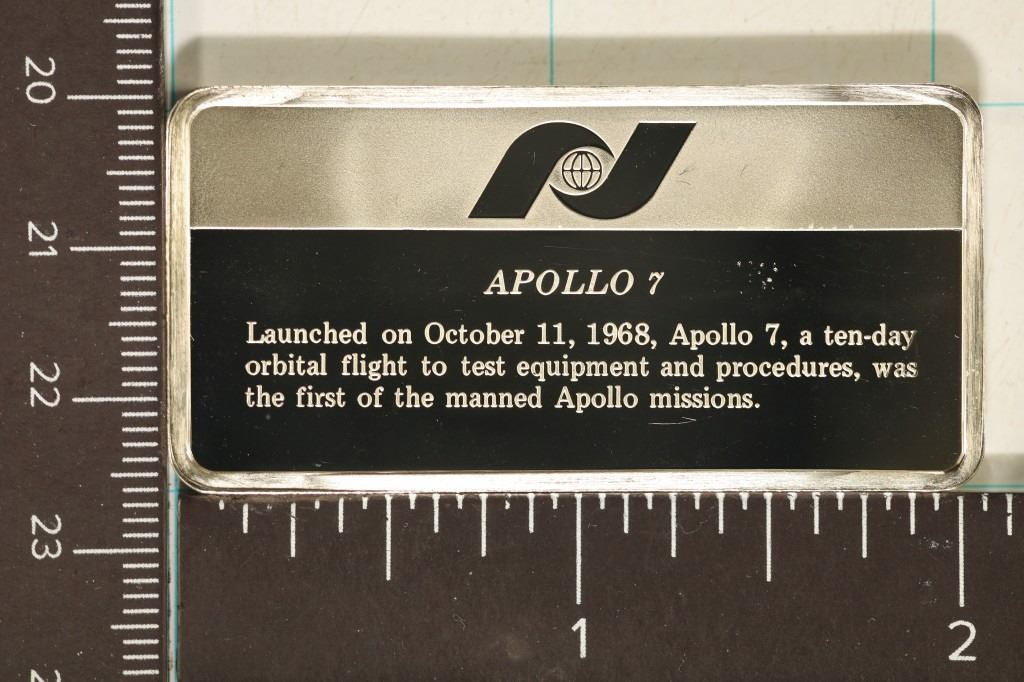 20
21
22
23
APOLLO 7
Launched on October 11, 1968, Apollo 7, a ten-day
orbital flight to test equipment and procedures, was
the first of the manned Apollo missions.
1
2